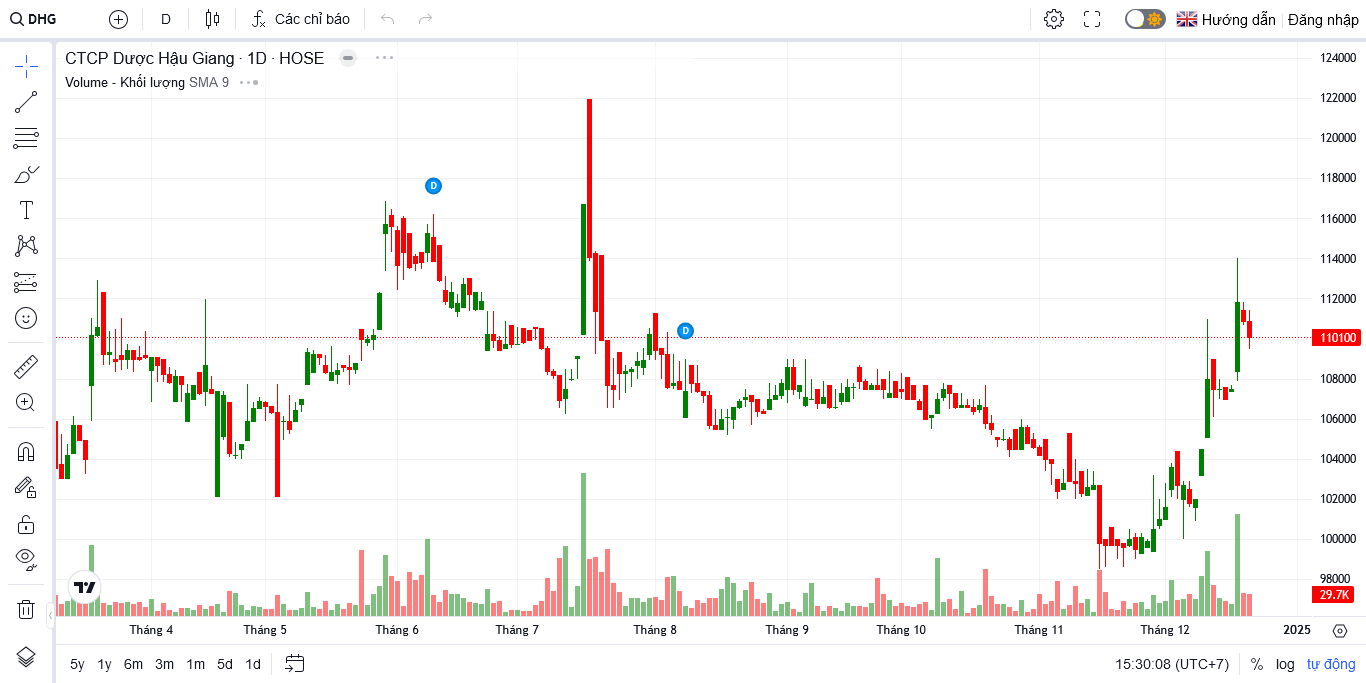 DHG D Các chỉ báo Hướng dẫn Đăng nhập
CTCP Dược Hậu Giang · 1D · HOSE
Volume - Khối lượng SMA 9
D
D
124000
122000
120000
118000
116000
114000
112000
110100
108000
106000
104000
102000
100000
98000
29.7K
Tháng 4 Tháng 5 Tháng 6 Tháng 7 Tháng 8 Tháng 9 Tháng 10 Tháng 11 Tháng 12 2025
5y 1y 6m 3m 1m 5d 1d 15:30:08 (UTC+7) % log tự động